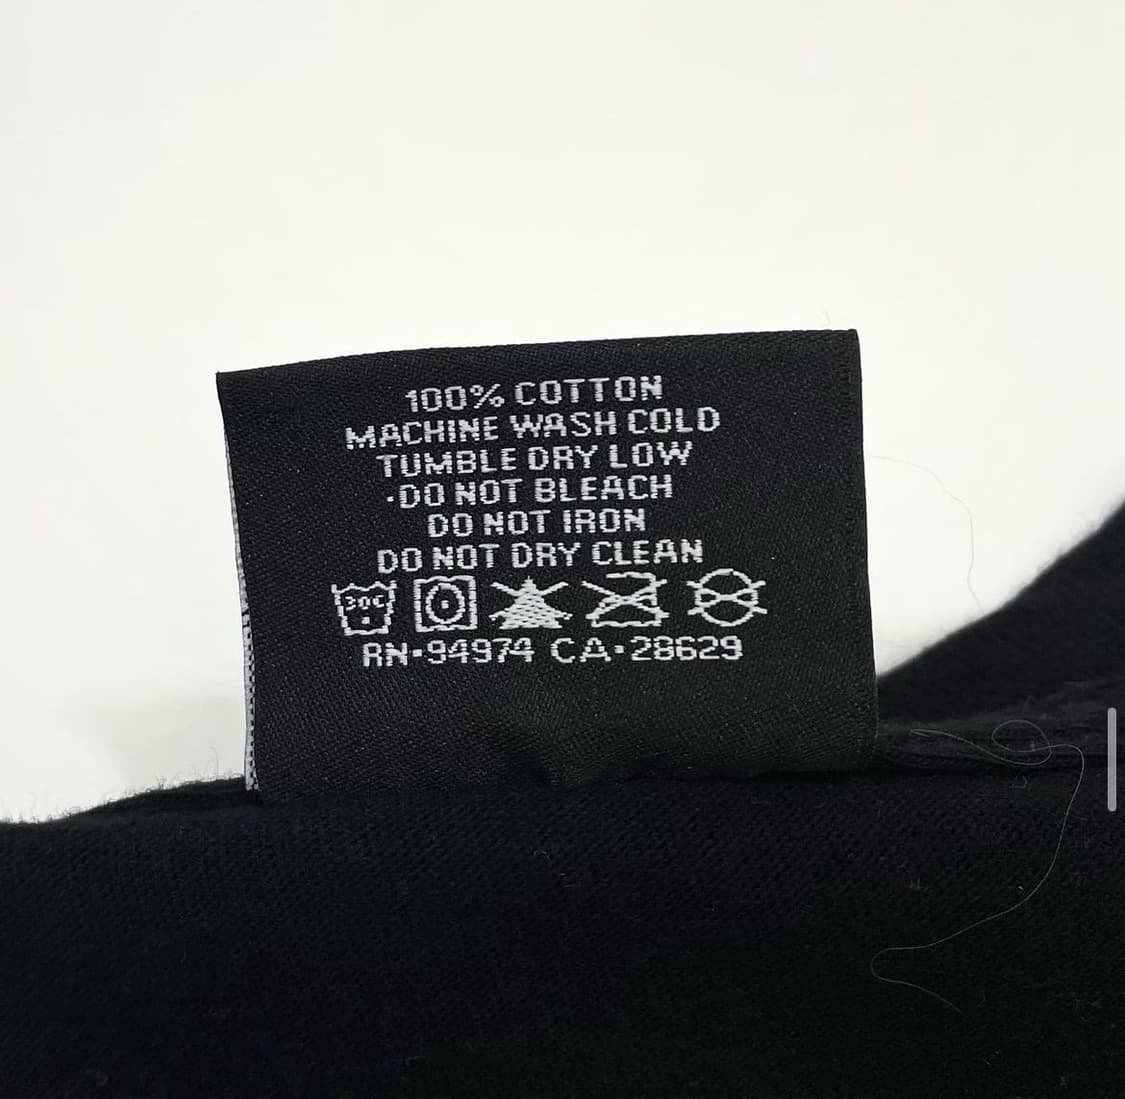 100% COTTON
MACHINE WASH COLD
TUMBLE DRY LOW
·DO NOT BLEACH
DO NOT IRON
DO NOT DRY CLEAN
30C
RN·94974 CA·28629